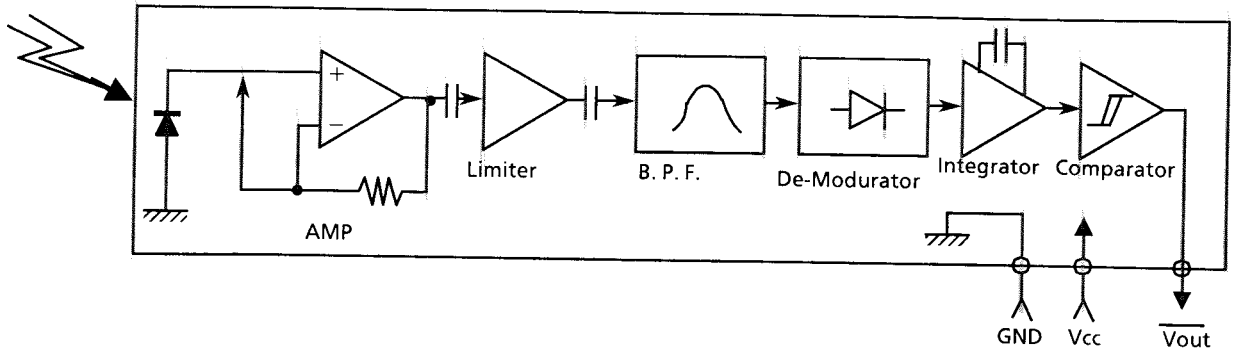 +
−
AMP
Limiter
B. P. F.
De-Modurator
Integrator
Comparator
GND
Vcc
Vout